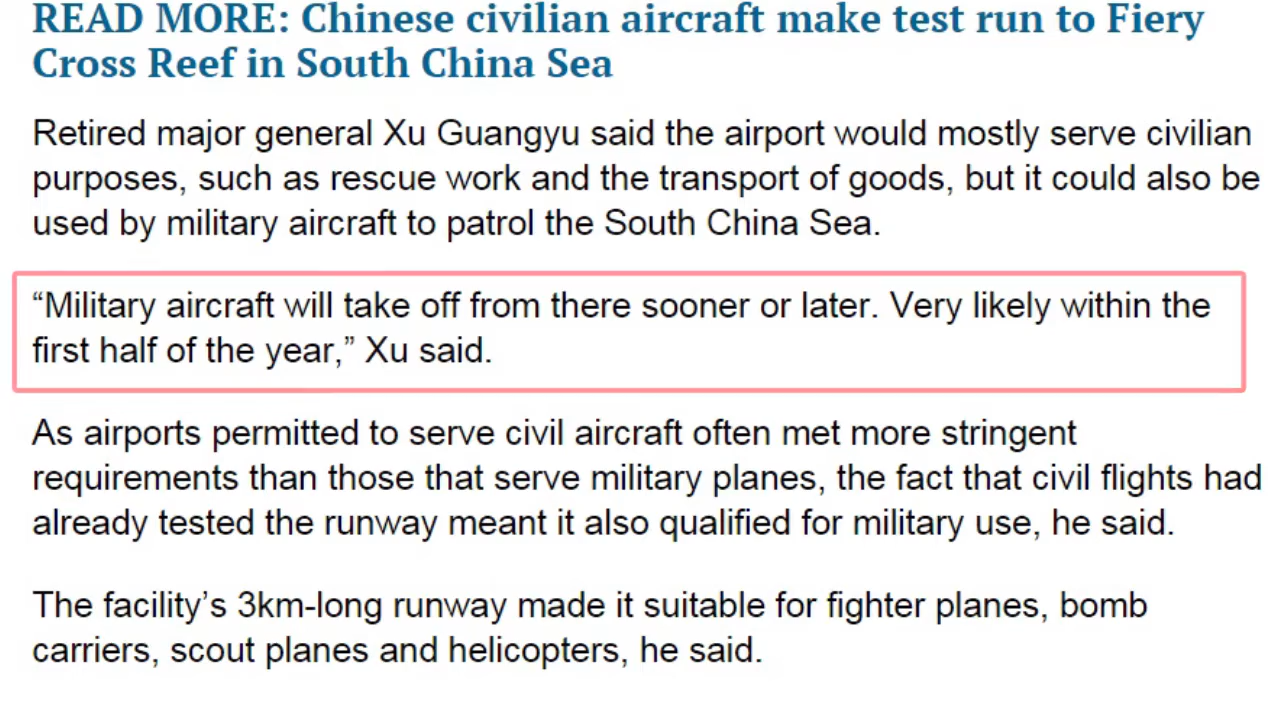 READ MORE: Chinese civilian aircraft make test run to Fiery
Cross Reef in South China Sea
Retired major general Xu Guangyu said the airport would mostly serve civilian
purposes, such as rescue work and the transport of goods, but it could also be
used by military aircraft to patrol the South China Sea.
“Military aircraft will take off from there sooner or later. Very likely within the
first half of the year,” Xu said.
As airports permitted to serve civil aircraft often met more stringent
requirements than those that serve military planes, the fact that civil flights had
already tested the runway meant it also qualified for military use, he said.
The facility’s 3km-long runway made it suitable for fighter planes, bomb
carriers, scout planes and helicopters, he said.